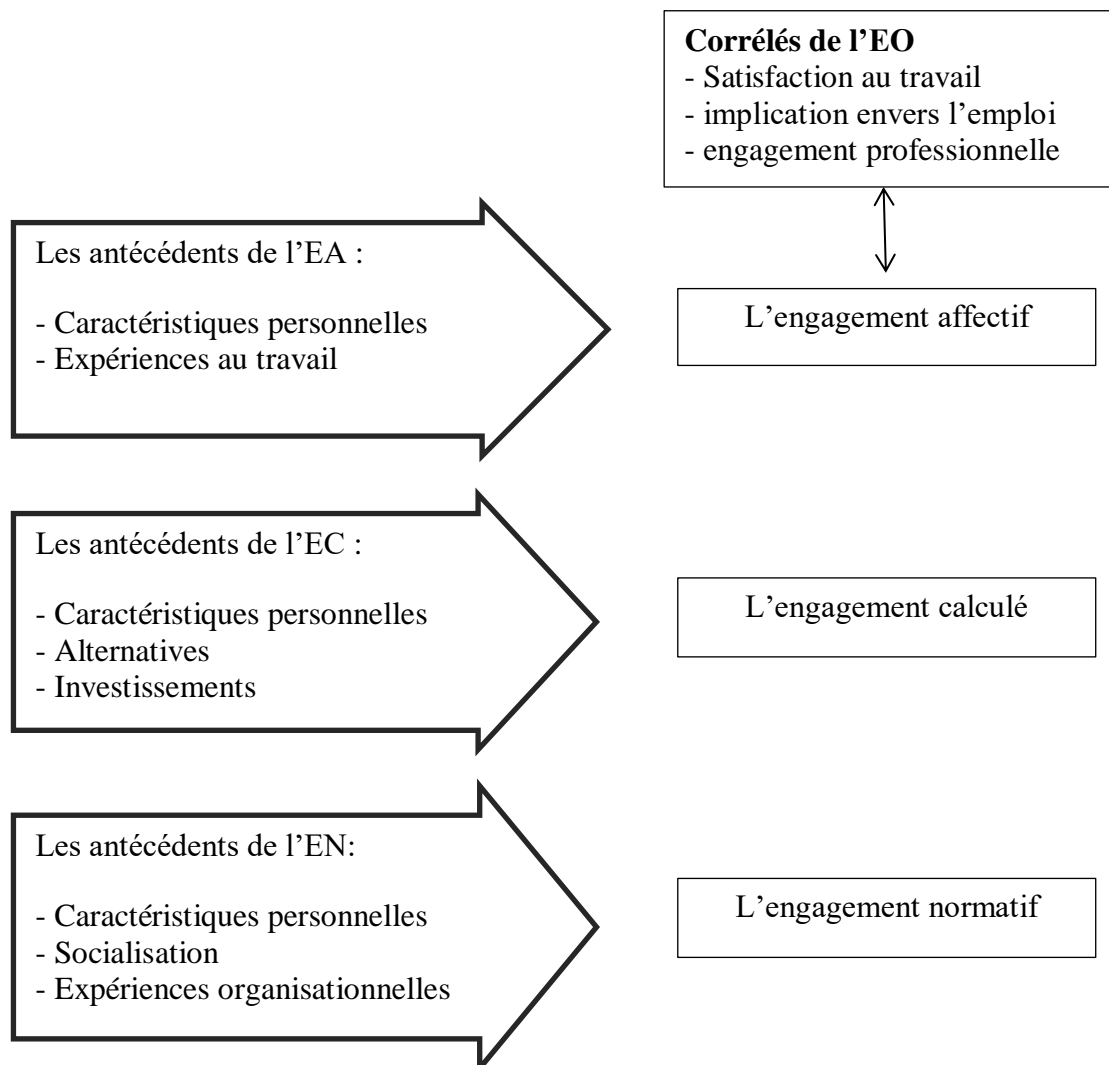 Corrélés de l’EO
- Satisfaction au travail
- implication envers l’emploi
- engagement professionnelle
Les antécédents de l’EA :
- Caractéristiques personnelles
- Expériences au travail
L’engagement affectif
Les antécédents de l’EC :
- Caractéristiques personnelles
- Alternatives
- Investissements
L’engagement calculé
Les antécédents de l’EN:
- Caractéristiques personnelles
- Socialisation
- Expériences organisationnelles
L’engagement normatif